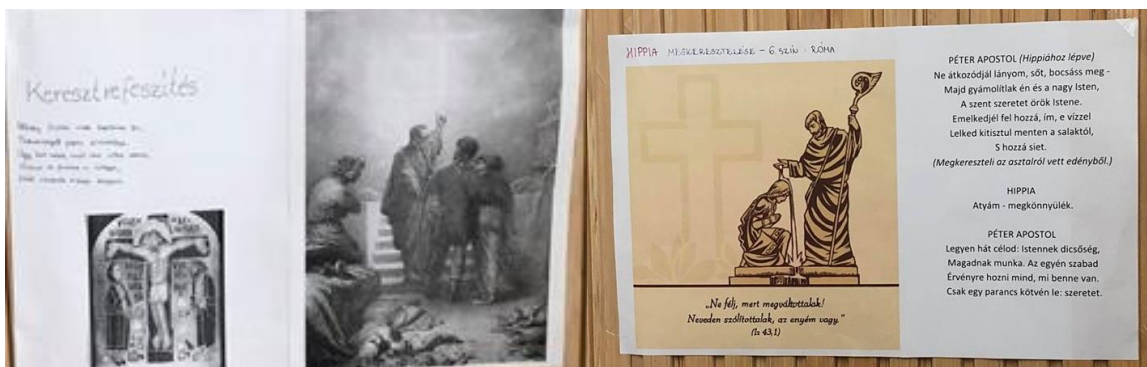 Keresztrefeszítés
HIPPIA MEGKERESZTELÉSE - 6. SZÍN - RÓMA
„Ne félj, mert megváltottalak!
Neveden szólítottalak, az enyém vagy."
(Iz 43,1)
PÉTER APOSTOL (Hippiához lépve)
Ne átkozódjál lányom, sőt, bocsáss meg -
Majd gyámolítlak én és a nagy Isten,
A szent szeretet örök Istene.
Emelkedjél fel hozzá, ím, e vízzel
Lelked kitisztul menten a salaktól,
S hozzá siet.
(Megkereszteli az asztalról vett edényből.)
HIPPIA
Atyám - megkönnyülék.
PÉTER APOSTOL
Legyen hát célod: Istennek dicsőség,
Magadnak munka. Az egyén szabad
Érvényre hozni mind, mi benne van.
Csak egy parancs kötvén le: szeretet.